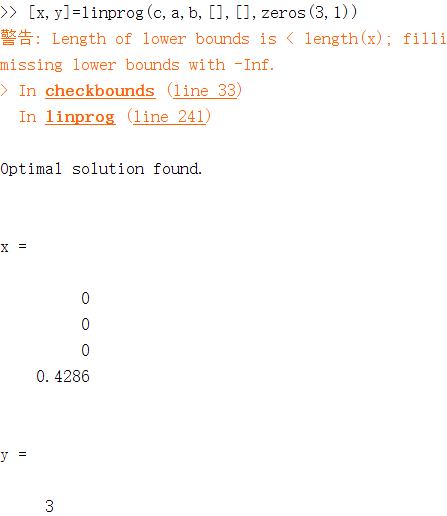 >> [x,y]=linprog(c,a,b,[],[],zeros(3,1))
警告: Length of lower bounds is < length(x); filli
missing lower bounds with -Inf.
> In checkbounds (line 33)
In linprog (line 241)
Optimal solution found.
x =
0
0
0
0.4286
y =
3